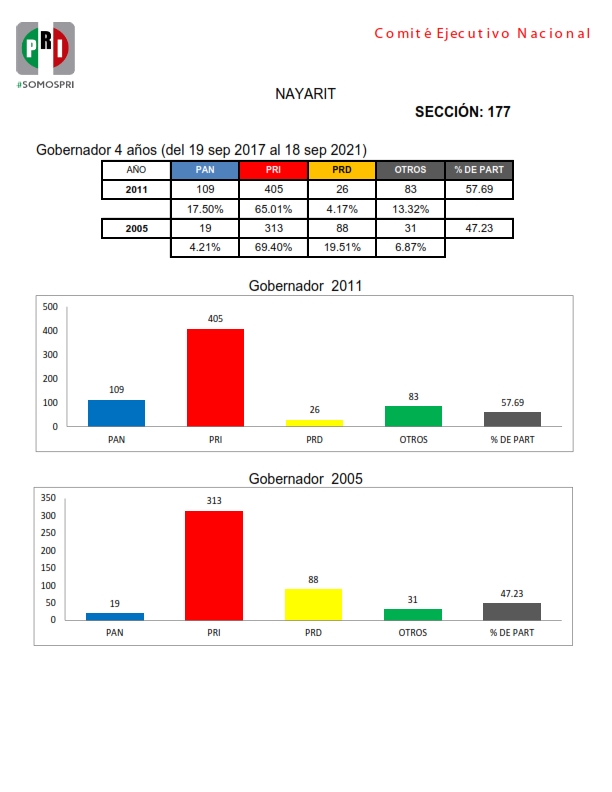 Comité Ejecutivo Nacional
PRI
#SOMOSPRI
NAYARIT
SECCIÓN: 177
Gobernador 4 años (del 19 sep 2017 al 18 sep 2021)
AÑO PAN PRI PRD OTROS % DE PART
2011 109 405 26 83 57.69
17.50% 65.01% 4.17% 13.32%
2005 19 313 88 31 47.23
4.21% 69.40% 19.51% 6.87%
Gobernador 2011
500
400
300
200
100
0
109 405 26 83 57.69
PAN PRI PRD OTROS % DE PART
Gobernador 2005
350
300
250
200
150
100
50
0
19 313 88 31 47.23
PAN PRI PRD OTROS % DE PART